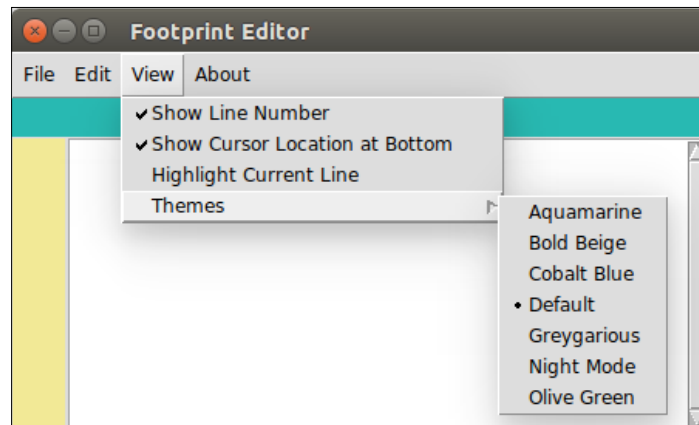 Footprint Editor
File Edit View About
Show Line Number
Show Cursor Location at Bottom
Highlight Current Line
Themes
Aquamarine
Bold Beige
Cobalt Blue
Default
Greygarious
Night Mode
Olive Green